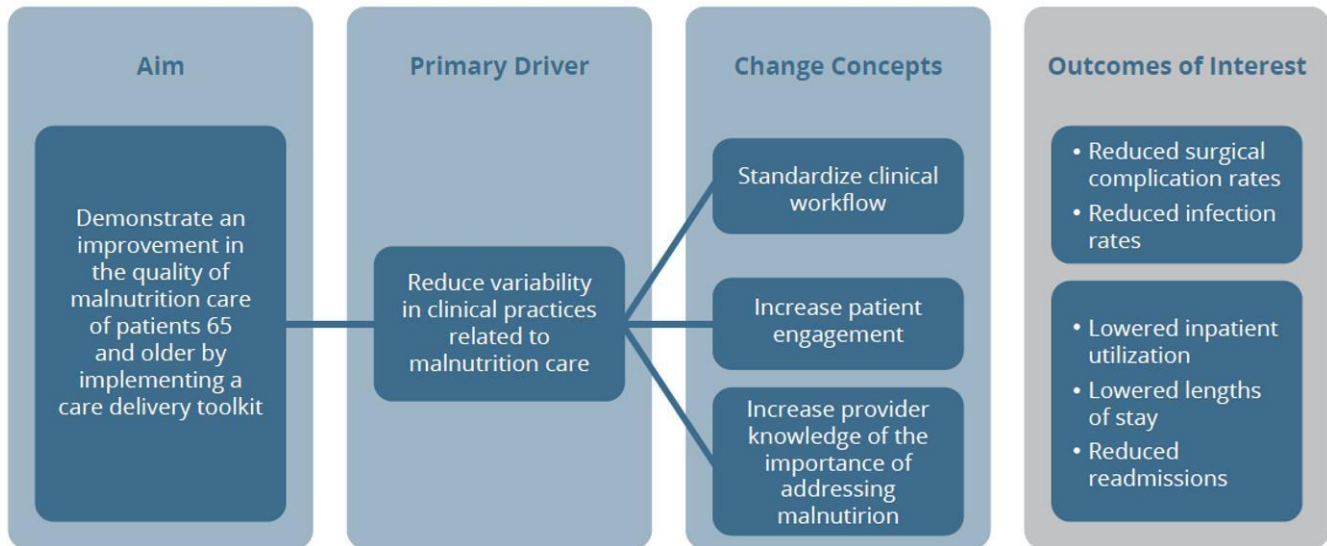 Aim
Demonstrate an
improvement in
the quality of
malnutrition care
of patients 65
and older by
implementing a
care delivery toolkit
Primary Driver
Reduce variability
in clinical practices
related to
malnutrition care
Change Concepts
Standardize clinical
workflow
Increase patient
engagement
Increase provider
knowledge of the
importance of
addressing
malnutirion
Outcomes of Interest
• Reduced surgical
complication rates
• Reduced infection
rates
• Lowered inpatient
utilization
• Lowered lengths
of stay
• Reduced
readmissions